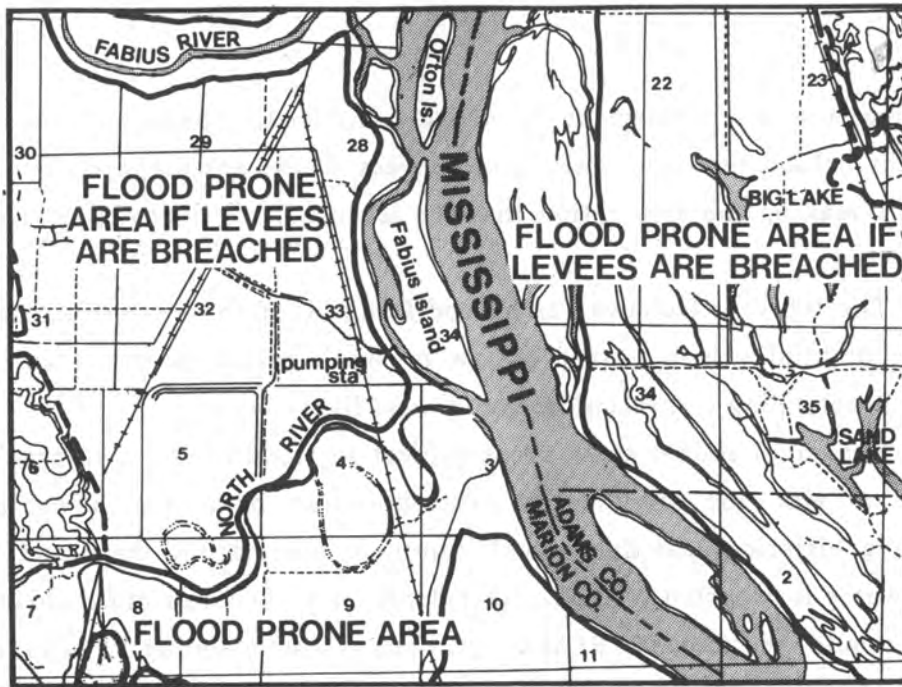 FABIUS RIVER
Orton Is.
22
23
30
29
28
MISSISSIPPI
FLOOD PRONE
AREA IF LEVEES
ARE BREACHED
BIG LAKE
FLOOD PRONE AREA IF
LEVEES ARE BREACHED
Fabius Island
31
32
33
34
pumping
sta
34
35
SAND
LAKE
NORTH RIVER
6
5
4
3
ADAMS CO.
MARION CO.
2
7
8
9
10
11
FLOOD PRONE AREA